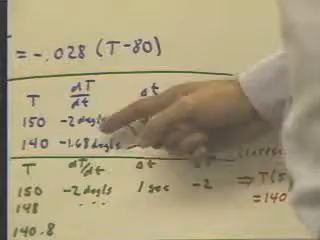 = -.028 (T-80)
T dT/dt Δt
150 -2 deg/s
140 -1.68 deg/s
T dT/dt Δt
150 -2 deg/s 1 sec -2 ⇒ T(5
148 . . . =140
140.8